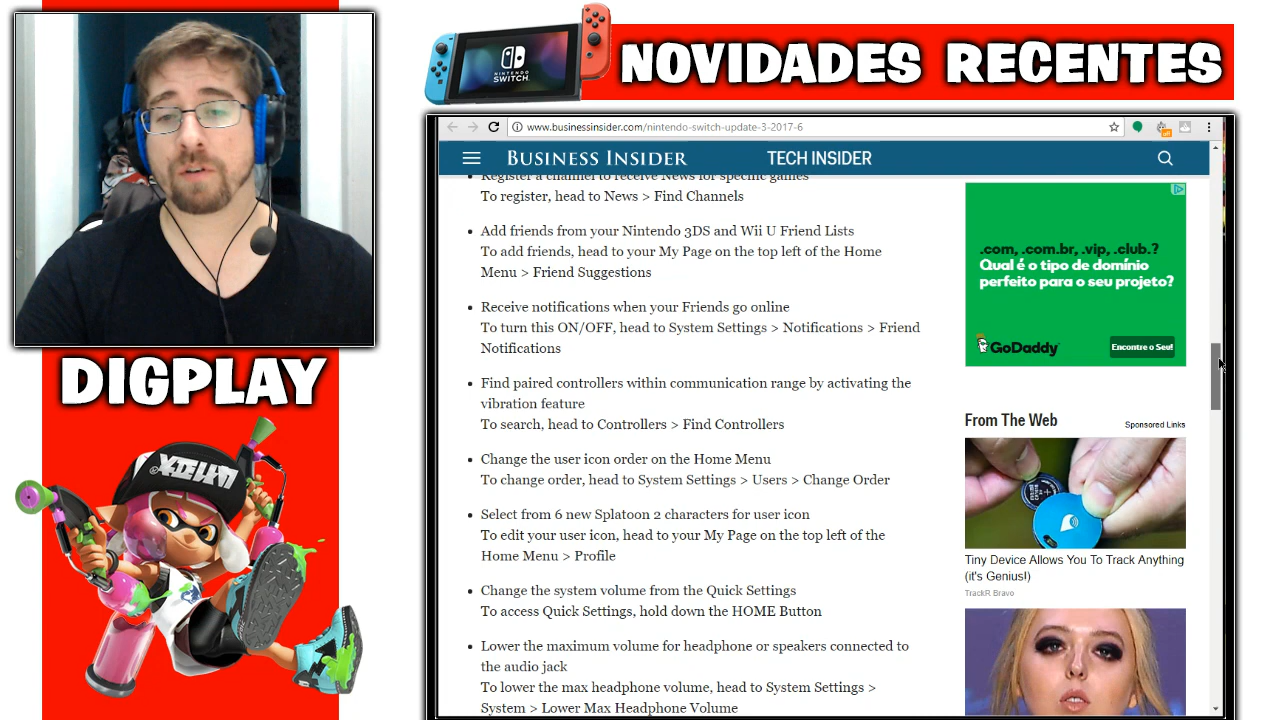 NOVIDADES RECENTES
NINTENDO
SWITCH
www.businessinsider.com/nintendo-switch-update-3-2017-6
off
BUSINESS INSIDER
TECH INSIDER
Register a channel to receive News for specific games
To register, head to News > Find Channels
Add friends from your Nintendo 3DS and Wii U Friend Lists
To add friends, head to your My Page on the top left of the Home
Menu > Friend Suggestions
Receive notifications when your Friends go online
To turn this ON/OFF, head to System Settings > Notifications > Friend
Notifications
Find paired controllers within communication range by activating the
vibration feature
To search, head to Controllers > Find Controllers
Change the user icon order on the Home Menu
To change order, head to System Settings > Users > Change Order
Select from 6 new Splatoon 2 characters for user icon
To edit your user icon, head to your My Page on the top left of the
Home Menu > Profile
Change the system volume from the Quick Settings
To access Quick Settings, hold down the HOME Button
Lower the maximum volume for headphone or speakers connected to
the audio jack
To lower the max headphone volume, head to System Settings >
System > Lower Max Headphone Volume
.com, .com.br, .vip, .club.?
Qual é o tipo de domínio
perfeito para o seu projeto?
GoDaddy
Encontre o Seu!
From The Web
Sponsored Links
Tiny Device Allows You To Track Anything
(it's Genius!)
TrackR Bravo
DIGPLAY